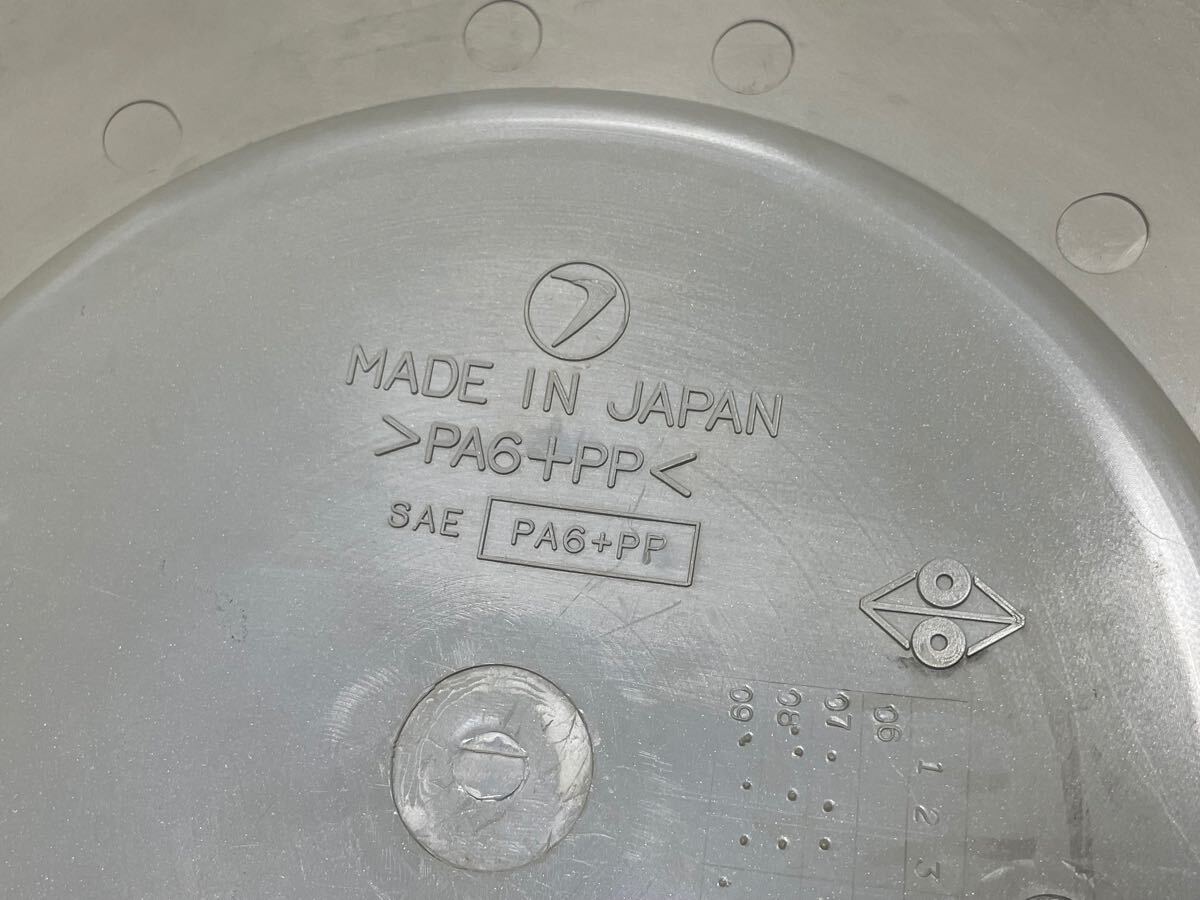 MADE IN JAPAN
>PA6+PP<
SAE PA6+PP
09 08 07 06
1
2
3